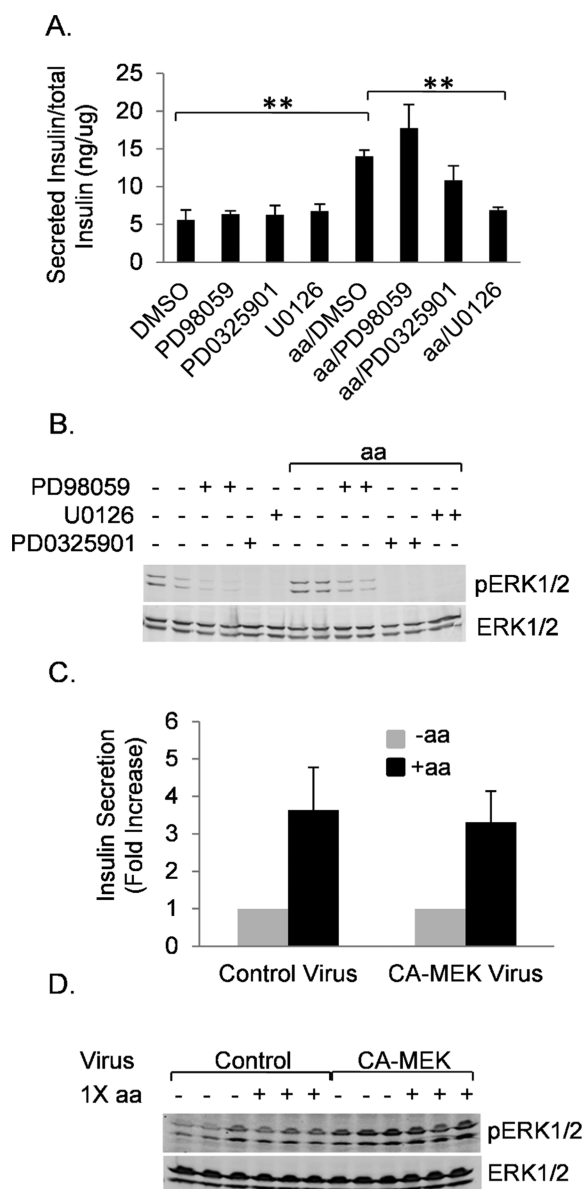 A.
Secreted Insulin/total
Insulin (ng/ug)
25
20
15
10
5
0
** **
DMSO
PD98059
PD0325901
U0126
aa/DMSO
aa/PD98059
aa/PD0325901
aa/U0126
B.
aa
PD98059 - - + + - - - - + + - - - -
U0126 - - - - - + - - - - - - + +
PD0325901 - - - - + - - - - - + + - -
pERK1/2
ERK1/2
C.
Insulin Secretion
(Fold Increase)
6
5
4
3
2
1
0
-aa
+aa
Control Virus CA-MEK Virus
D.
Virus Control CA-MEK
1X aa - - - + + + - - - + + +
pERK1/2
ERK1/2